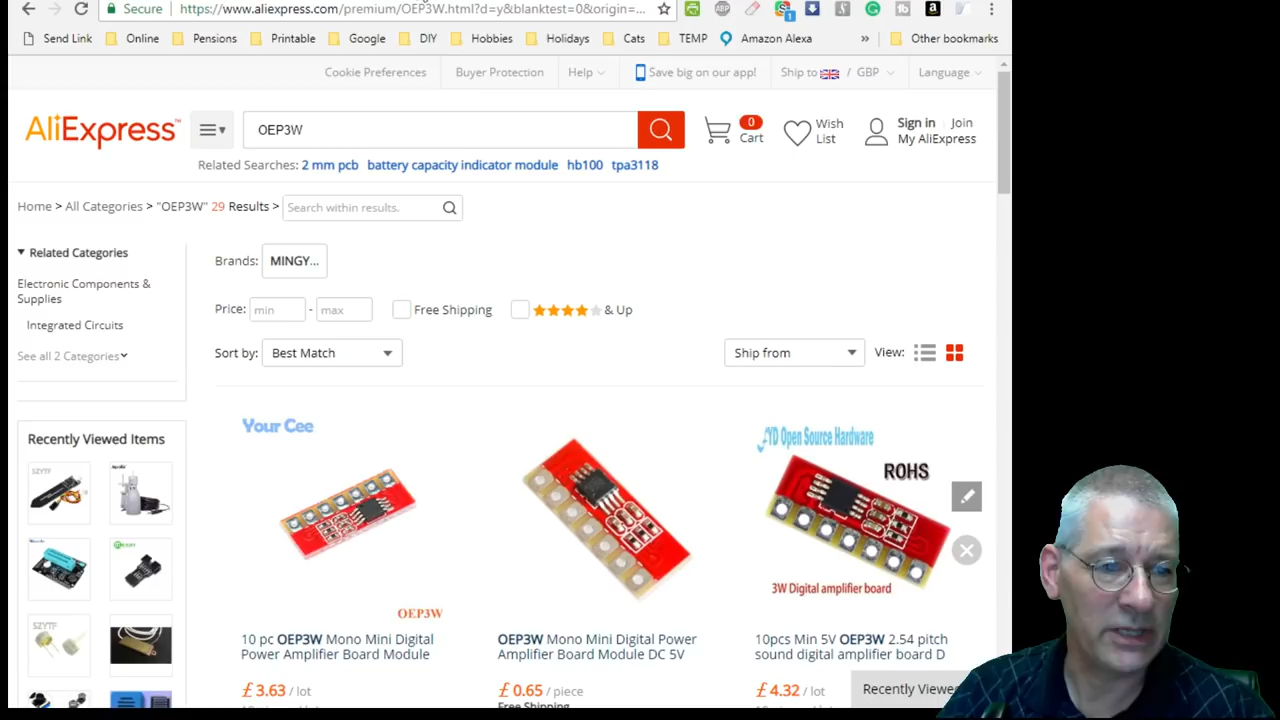 Secure https://www.aliexpress.com/premium/OEP3W.html?d=y&blanktest=0&origin=...
Send Link Online Pensions Printable Google DIY Hobbies Holidays Cats TEMP Amazon Alexa » Other bookmarks
Cookie Preferences Buyer Protection Help Save big on our app! Ship to / GBP Language
AliExpress™ OEP3W 0 Cart Wish List Sign in Join My AliExpress
Related Searches: 2 mm pcb battery capacity indicator module hb100 tpa3118
Home > All Categories > "OEP3W" 29 Results > Search within results.
Related Categories
Electronic Components & Supplies
Integrated Circuits
See all 2 Categories
Brands: MINGY...
Price: min - max Free Shipping & Up
Sort by: Best Match Ship from View:
Recently Viewed Items
SZYTF
SZYTF
Your Cee
OEP3W
10 pc OEP3W Mono Mini Digital
Power Amplifier Board Module
£ 3.63 / lot
OEP3W Mono Mini Digital Power
Amplifier Board Module DC 5V
£ 0.65 / piece
Free Shipping
YD Open Source Hardware
ROHS
3W Digital amplifier board
10pcs Min 5V OEP3W 2.54 pitch
sound digital amplifier board D
£ 4.32 / lot
Recently Viewe